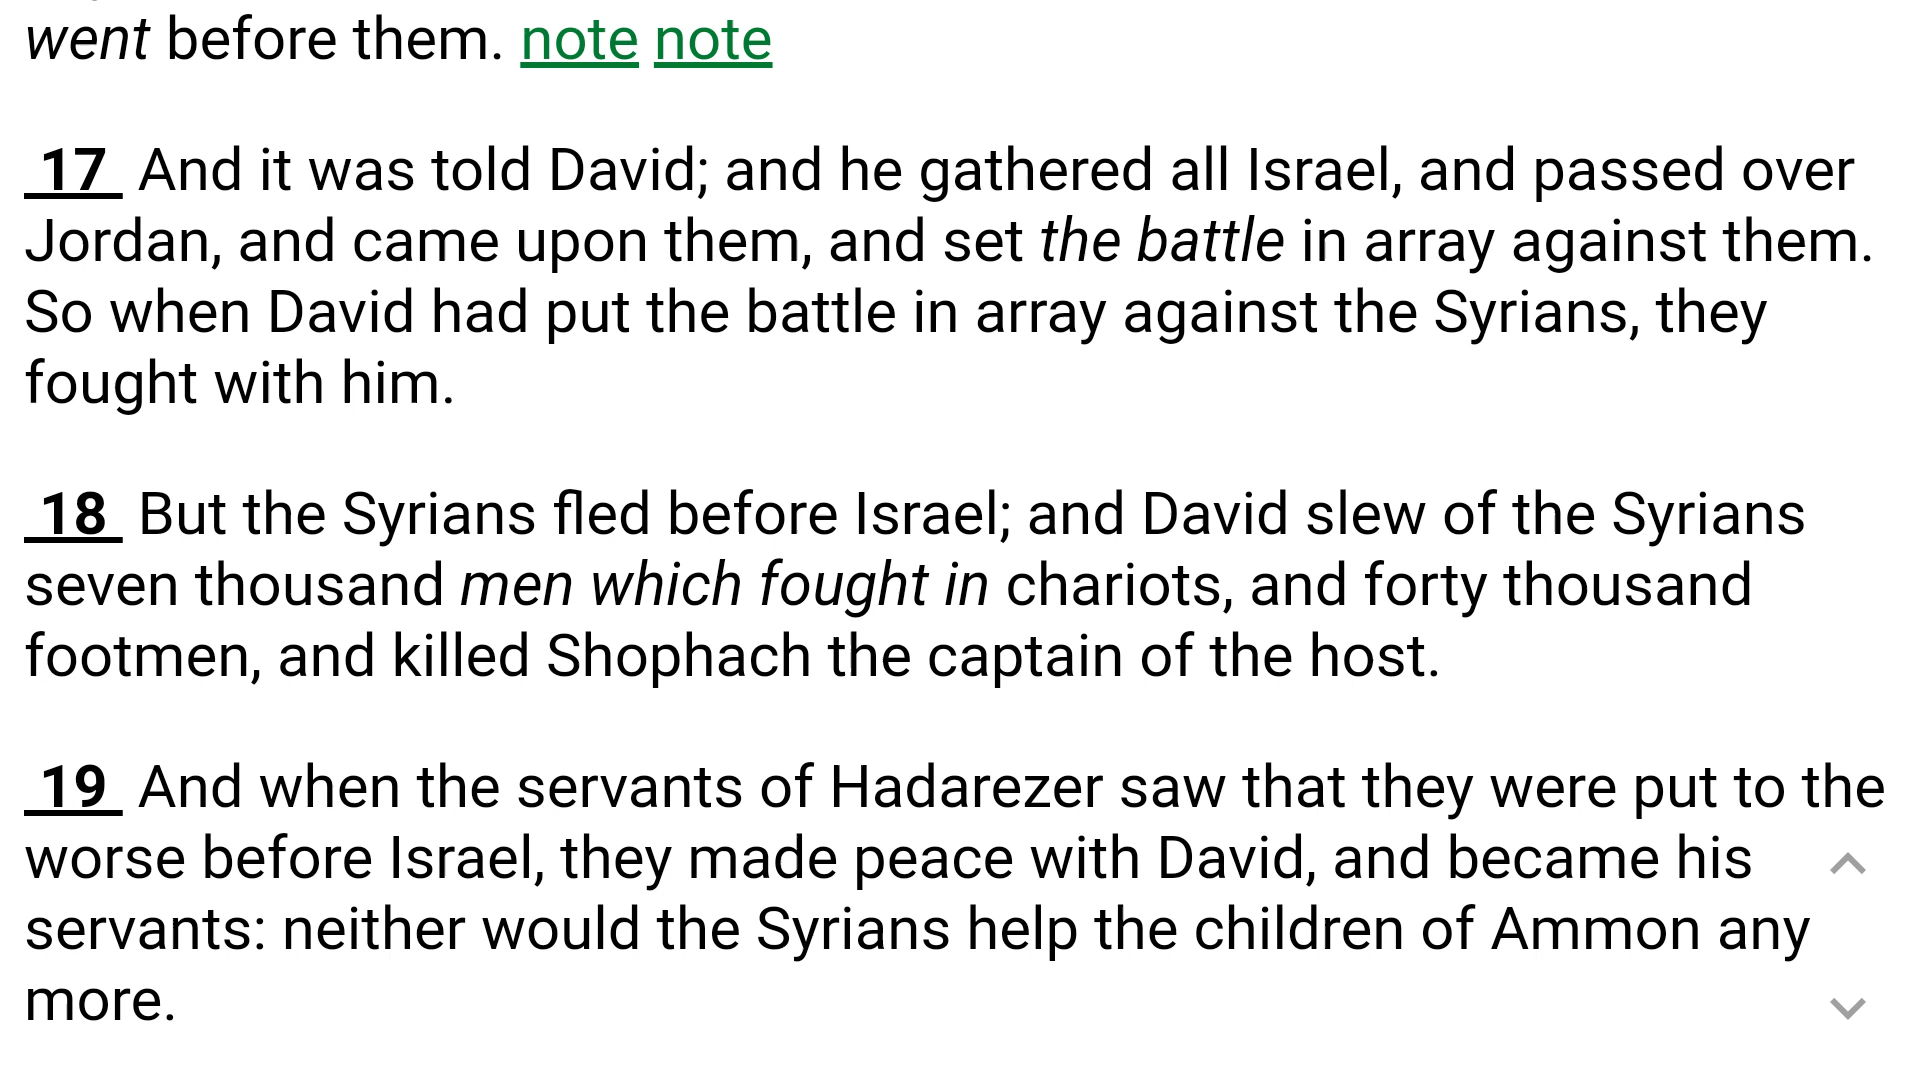 went before them. note note
17 And it was told David; and he gathered all Israel, and passed over
Jordan, and came upon them, and set the battle in array against them.
So when David had put the battle in array against the Syrians, they
fought with him.
18 But the Syrians fled before Israel; and David slew of the Syrians
seven thousand men which fought in chariots, and forty thousand
footmen, and killed Shophach the captain of the host.
19 And when the servants of Hadarezer saw that they were put to the
worse before Israel, they made peace with David, and became his
servants: neither would the Syrians help the children of Ammon any
more.